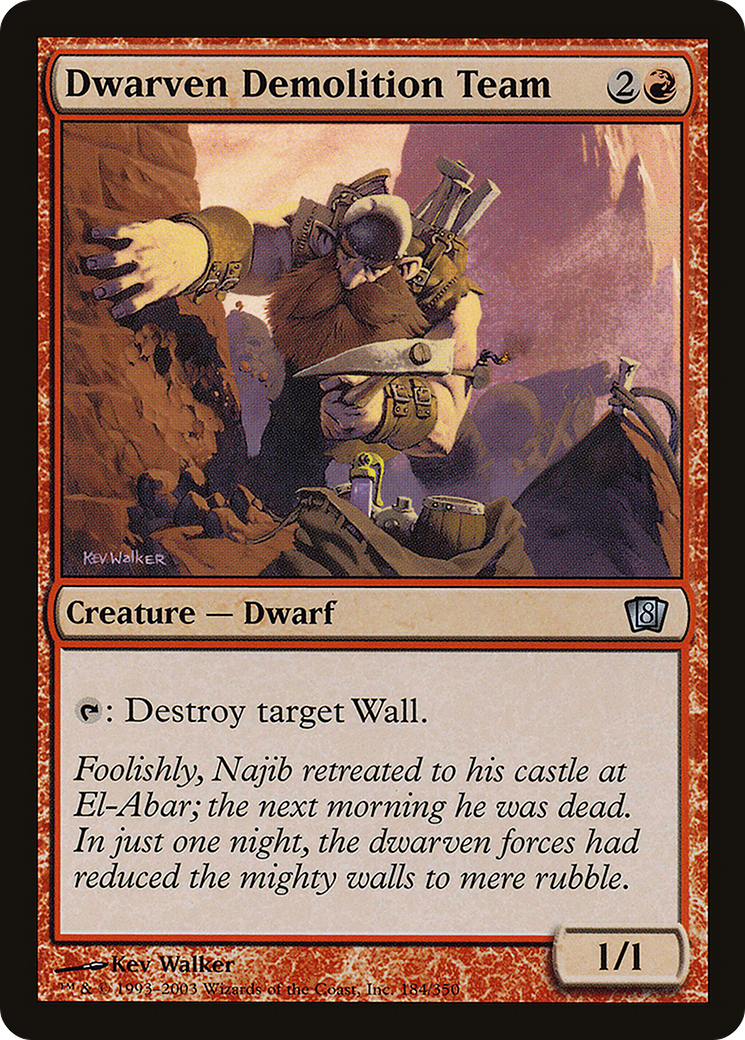 Dwarven Demolition Team 2
Kev Walker
Creature — Dwarf 8
: Destroy target Wall.
Foolishly, Najib retreated to his castle at
El-Abar; the next morning he was dead.
In just one night, the dwarven forces had
reduced the mighty walls to mere rubble.
1/1
Kev Walker
™ & © 1993–2003 Wizards of the Coast, Inc. 184/350